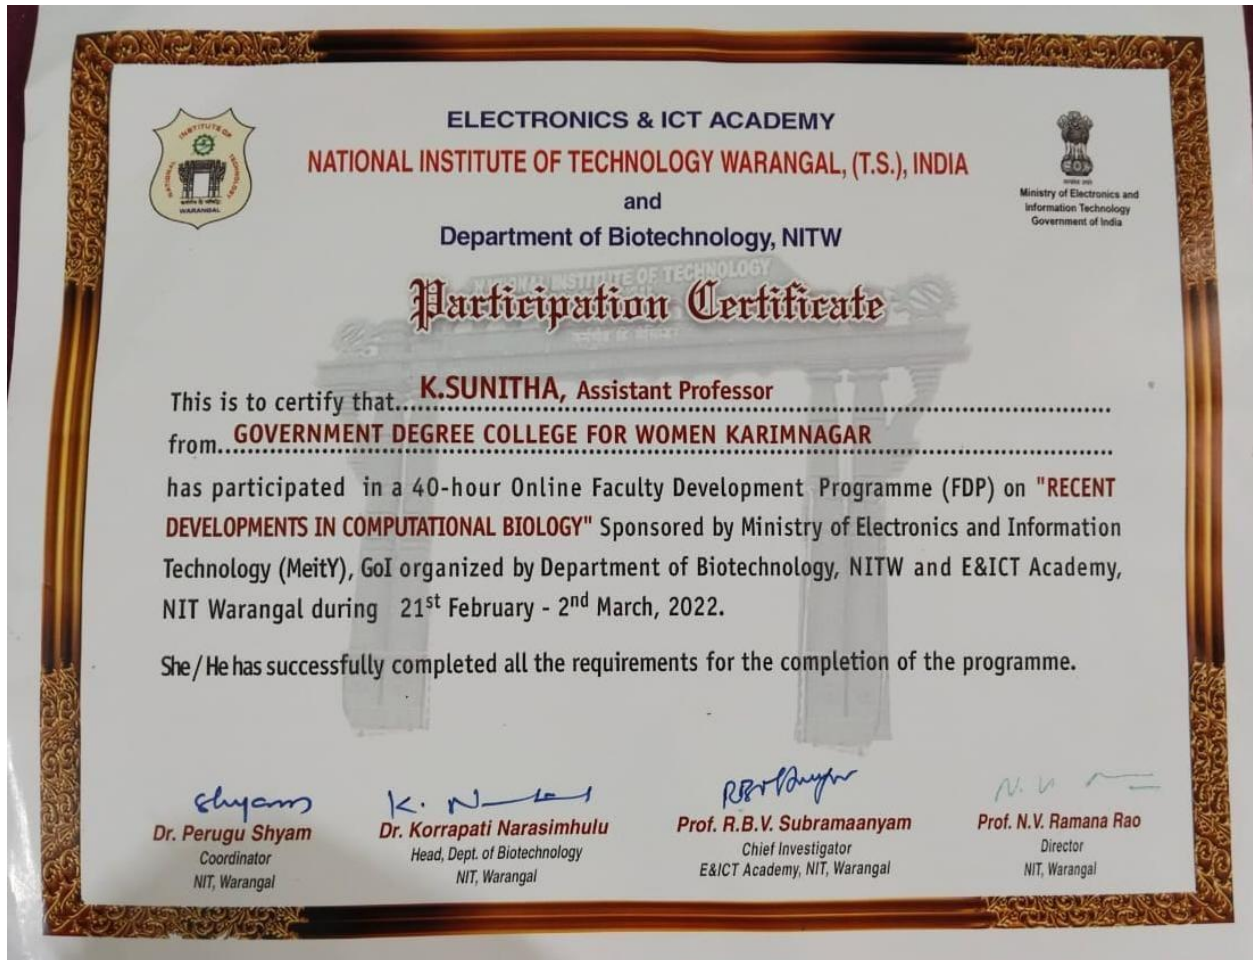 ELECTRONICS & ICT ACADEMY
NATIONAL INSTITUTE OF TECHNOLOGY WARANGAL, (T.S.), INDIA
and
Department of Biotechnology, NITW
NATIONAL INSTITUTE OF TECHNOLOGY
WARANGAL
Ministry of Electronics and
Information Technology
Government of India
NATIONAL INSTITUTE OF TECHNOLOGY
Participation Certificate
This is to certify that..K.SUNITHA, Assistant Professor
from..GOVERNMENT DEGREE COLLEGE FOR WOMEN KARIMNAGAR
has participated in a 40-hour Online Faculty Development Programme (FDP) on "RECENT
DEVELOPMENTS IN COMPUTATIONAL BIOLOGY" Sponsored by Ministry of Electronics and Information
Technology (MeitY), GoI organized by Department of Biotechnology, NITW and E&ICT Academy,
NIT Warangal during 21st February - 2nd March, 2022.
She / He has successfully completed all the requirements for the completion of the programme.
Shyam
Dr. Perugu Shyam
Coordinator
NIT, Warangal
Dr. Korrapati Narasimhulu
Head, Dept. of Biotechnology
NIT, Warangal
Prof. R.B.V. Subramaanyam
Chief Investigator
E&ICT Academy, NIT, Warangal
Prof. N.V. Ramana Rao
Director
NIT, Warangal